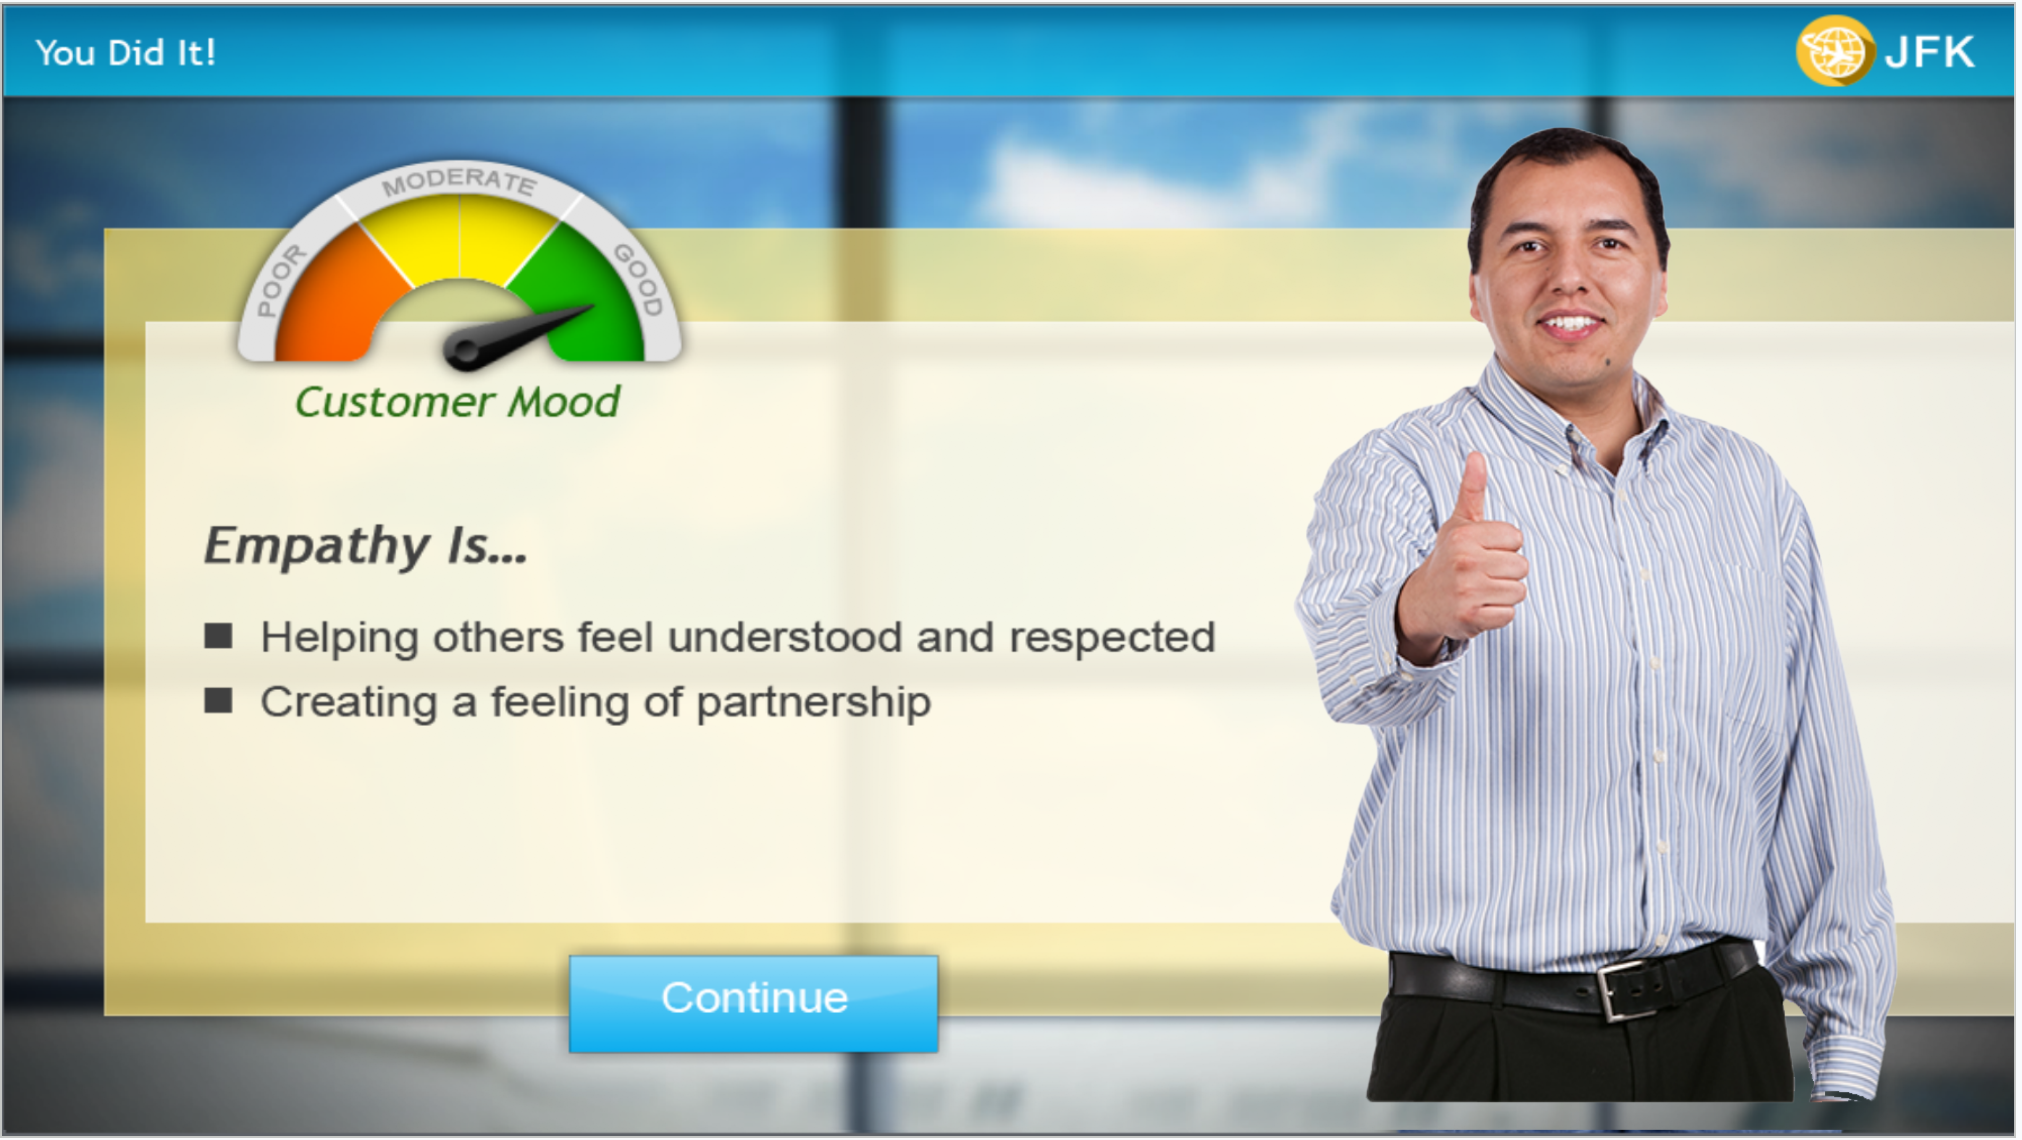 You Did It!
JFK
POOR
MODERATE
GOOD
Customer Mood
Empathy Is...
Helping others feel understood and respected
Creating a feeling of partnership
Continue